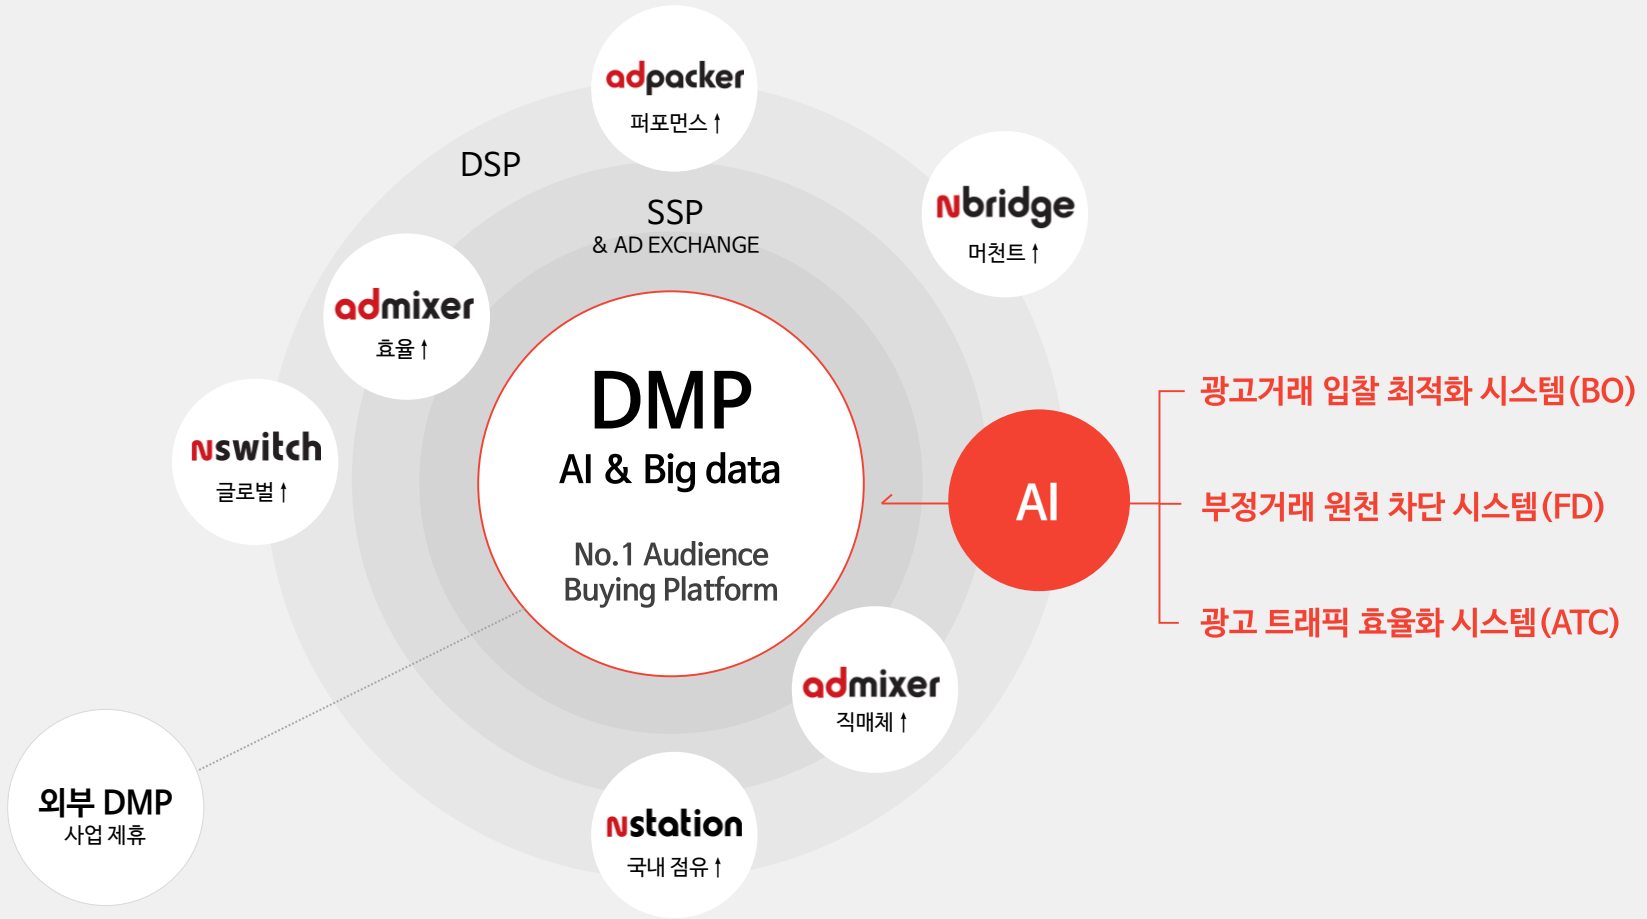 adpacker
퍼포먼스↑
DSP
Nbridge
머천트↑
SSP
& AD EXCHANGE
admixer
효율↑
DMP
AI & Big data
No.1 Audience
Buying Platform
Nswitch
글로벌↑
AI
광고거래 입찰 최적화 시스템(BO)
부정거래 원천 차단 시스템(FD)
광고 트래픽 효율화 시스템(ATC)
admixer
직매체↑
외부 DMP
사업 제휴
Nstation
국내 점유↑